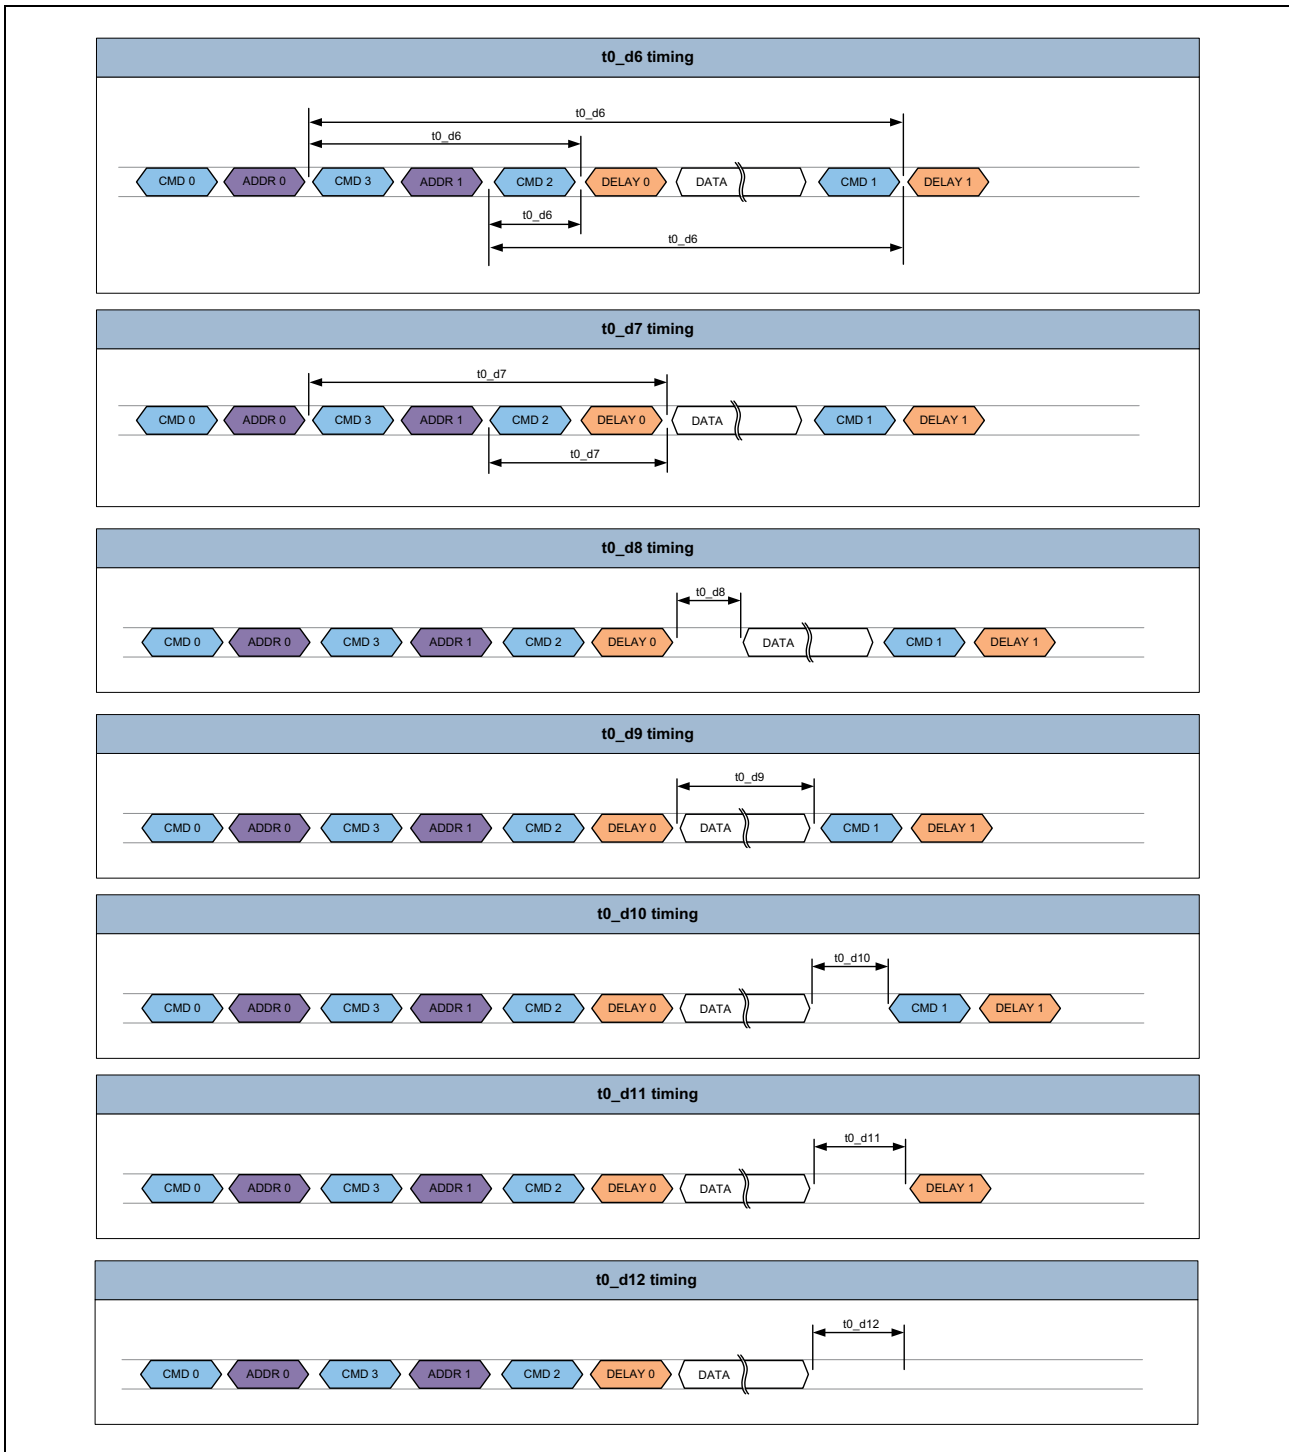 t0_d6 timing
t0_d6
t0_d6
CMD 0 ADDR 0 CMD 3 ADDR 1 CMD 2 DELAY 0 DATA CMD 1 DELAY 1
t0_d6
t0_d6
t0_d7 timing
t0_d7
CMD 0 ADDR 0 CMD 3 ADDR 1 CMD 2 DELAY 0 DATA CMD 1 DELAY 1
t0_d7
t0_d8 timing
t0_d8
CMD 0 ADDR 0 CMD 3 ADDR 1 CMD 2 DELAY 0 DATA CMD 1 DELAY 1
t0_d9 timing
t0_d9
CMD 0 ADDR 0 CMD 3 ADDR 1 CMD 2 DELAY 0 DATA CMD 1 DELAY 1
t0_d10 timing
t0_d10
CMD 0 ADDR 0 CMD 3 ADDR 1 CMD 2 DELAY 0 DATA CMD 1 DELAY 1
t0_d11 timing
t0_d11
CMD 0 ADDR 0 CMD 3 ADDR 1 CMD 2 DELAY 0 DATA DELAY 1
t0_d12 timing
t0_d12
CMD 0 ADDR 0 CMD 3 ADDR 1 CMD 2 DELAY 0 DATA